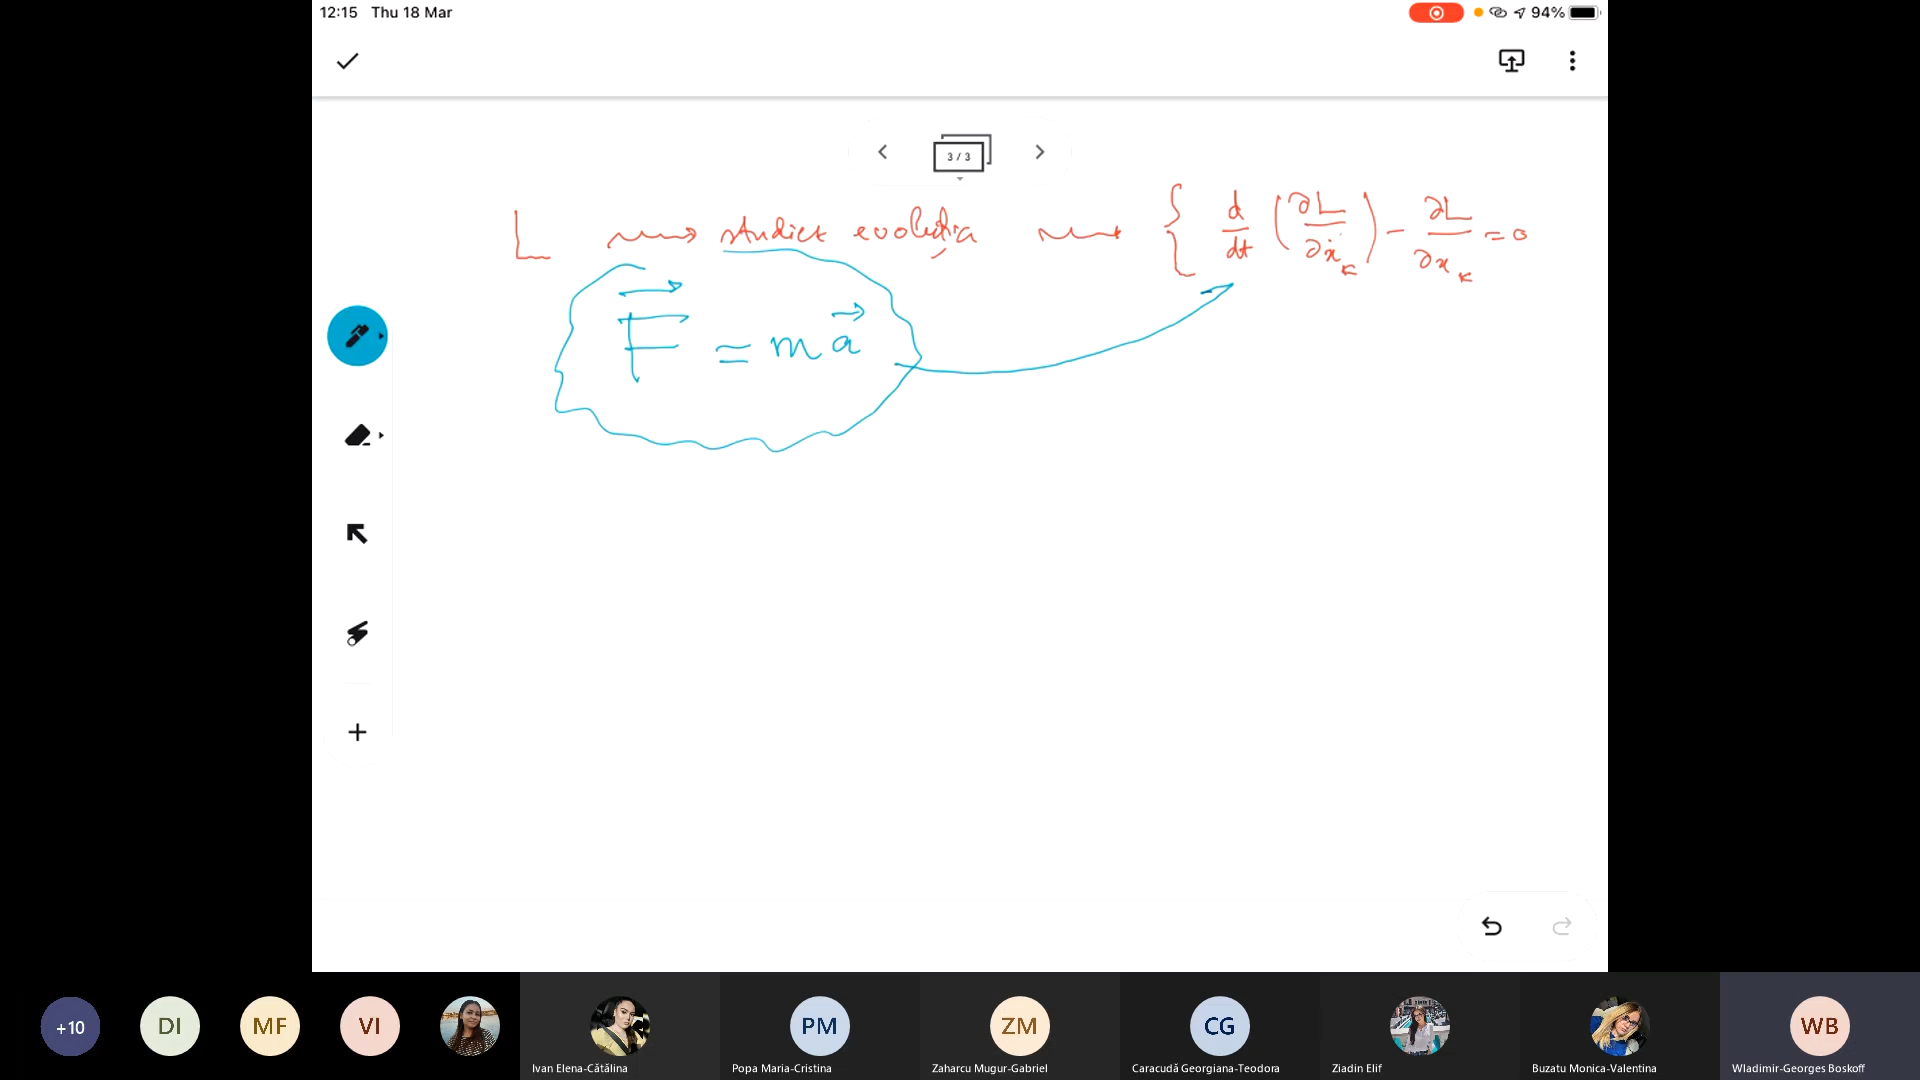 12:15 Thu 18 Mar 94%
3 / 3
L ⟿ studiez evoluția ⟿ { d/dt (∂L/∂ẋₖ) - ∂L/∂xₖ = 0
F⃗ = m a⃗
+10 DI MF VI PM ZM CG WB
Ivan Elena-Cătălina Popa Maria-Cristina Zaharcu Mugur-Gabriel Caracudă Georgiana-Teodora Ziadin Elif Buzatu Monica-Valentina Wladimir-Georges Boskoff